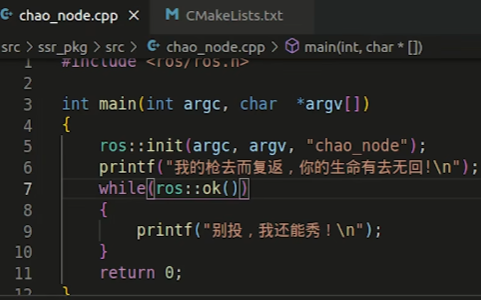 chao_node.cpp × CMakeLists.txt
src > ssr_pkg > src > chao_node.cpp > main(int, char * [])
1 #include <ros/ros.h>
2
3 int main(int argc, char  *argv[])
4 {
5     ros::init(argc, argv, "chao_node");
6     printf("我的枪去而复返，你的生命有去无回!\n");
7     while(ros::ok())
8     {
9         printf("别投，我还能秀！\n");
10     }
11     return 0;
12 }